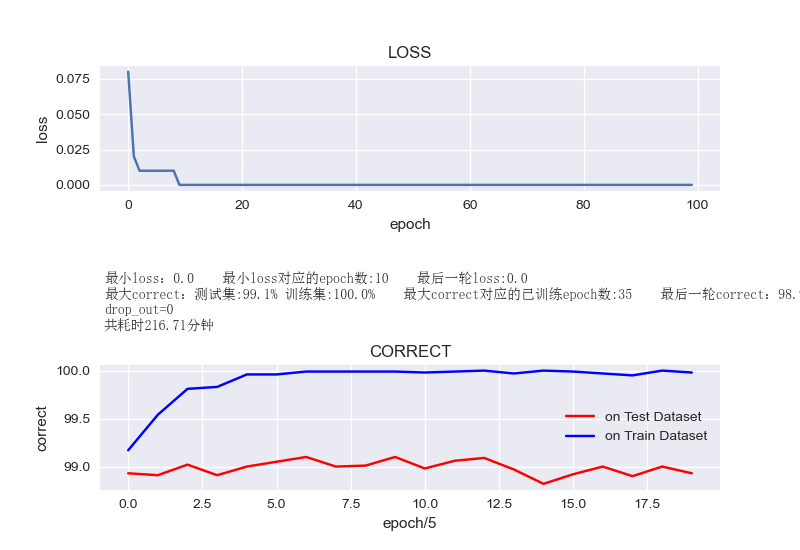 LOSS
0.075
0.050
0.025
0.000
loss
0 20 40 60 80 100
epoch
最小loss: 0.0 最小loss对应的epoch数:10 最后一轮loss:0.0
最大correct: 测试集:99.1% 训练集:100.0% 最大correct对应的已训练epoch数:35 最后一轮correct: 98.
drop_out=0
共耗时216.71分钟
CORRECT
100.0
99.5
99.0
correct
on Test Dataset
on Train Dataset
0.0 2.5 5.0 7.5 10.0 12.5 15.0 17.5
epoch/5